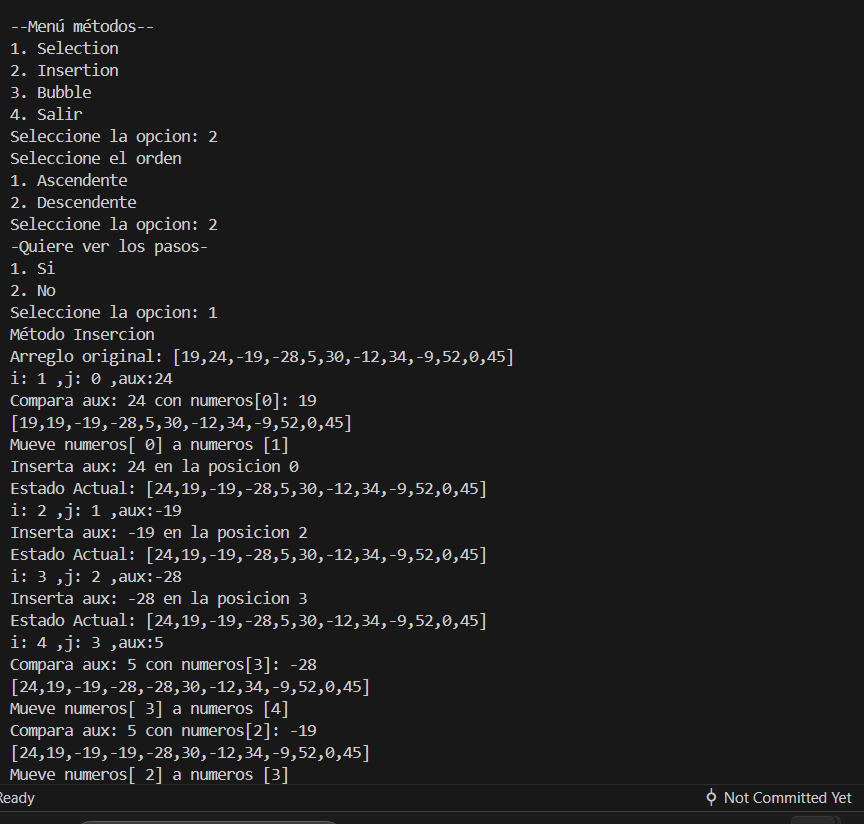 --Menú métodos--
1. Selection
2. Insertion
3. Bubble
4. Salir
Seleccione la opcion: 2
Seleccione el orden
1. Ascendente
2. Descendente
Seleccione la opcion: 2
-Quiere ver los pasos-
1. Si
2. No
Seleccione la opcion: 1
Método Insercion
Arreglo original: [19,24,-19,-28,5,30,-12,34,-9,52,0,45]
i: 1 ,j: 0 ,aux:24
Compara aux: 24 con numeros[0]: 19
[19,19,-19,-28,5,30,-12,34,-9,52,0,45]
Mueve numeros[ 0] a numeros [1]
Inserta aux: 24 en la posicion 0
Estado Actual: [24,19,-19,-28,5,30,-12,34,-9,52,0,45]
i: 2 ,j: 1 ,aux:-19
Inserta aux: -19 en la posicion 2
Estado Actual: [24,19,-19,-28,5,30,-12,34,-9,52,0,45]
i: 3 ,j: 2 ,aux:-28
Inserta aux: -28 en la posicion 3
Estado Actual: [24,19,-19,-28,5,30,-12,34,-9,52,0,45]
i: 4 ,j: 3 ,aux:5
Compara aux: 5 con numeros[3]: -28
[24,19,-19,-28,-28,30,-12,34,-9,52,0,45]
Mueve numeros[ 3] a numeros [4]
Compara aux: 5 con numeros[2]: -19
[24,19,-19,-19,-28,30,-12,34,-9,52,0,45]
Mueve numeros[ 2] a numeros [3]
Ready
Not Committed Yet